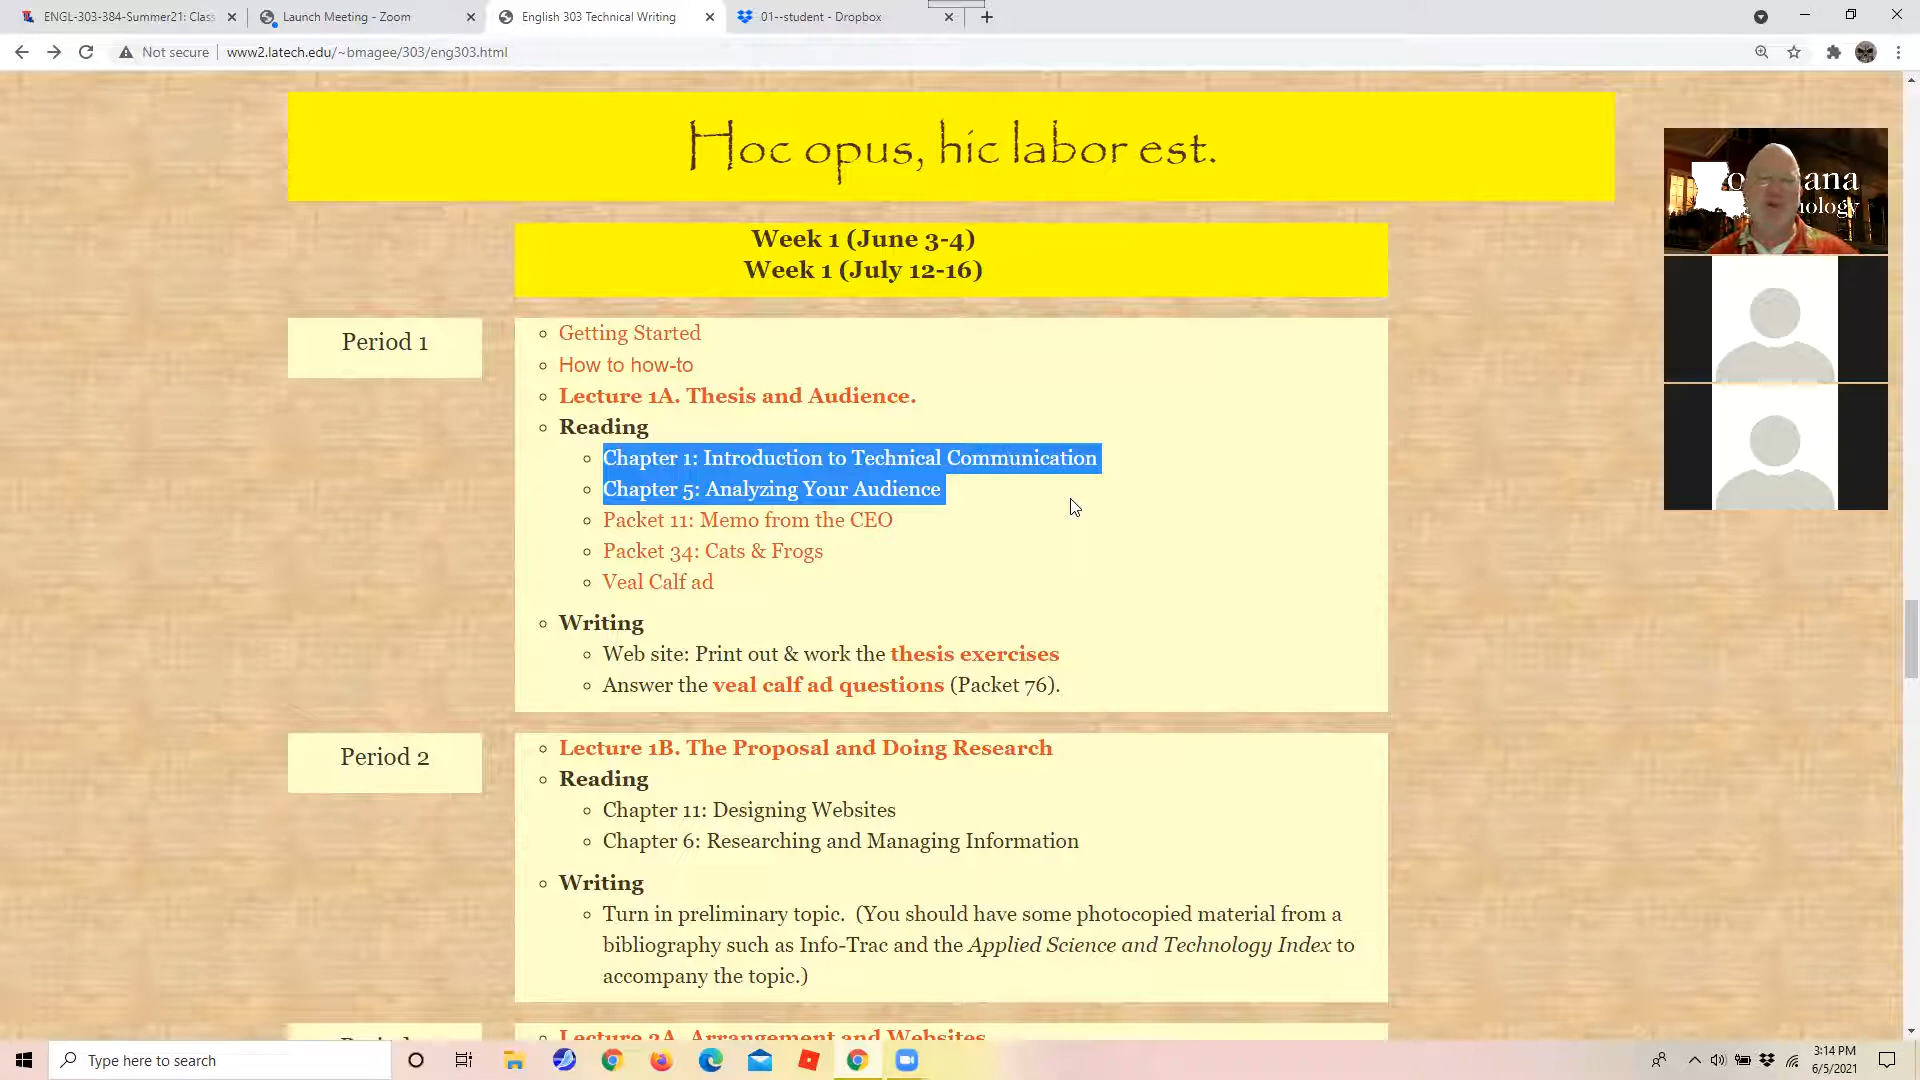 ENGL-303-384-Summer21: Class
Launch Meeting - Zoom
English 303 Technical Writing
01--student - Dropbox
Not secure
www2.latech.edu/~bmagee/303/eng303.html
Hoc opus, hic labor est.
Week 1 (June 3-4)
Week 1 (July 12-16)
Period 1
Getting Started
How to how-to
Lecture 1A. Thesis and Audience.
Reading
Chapter 1: Introduction to Technical Communication
Chapter 5: Analyzing Your Audience
Packet 11: Memo from the CEO
Packet 34: Cats & Frogs
Veal Calf ad
Writing
Web site: Print out & work the thesis exercises
Answer the veal calf ad questions (Packet 76).
Period 2
Lecture 1B. The Proposal and Doing Research
Reading
Chapter 11: Designing Websites
Chapter 6: Researching and Managing Information
Writing
Turn in preliminary topic. (You should have some photocopied material from a
bibliography such as Info-Trac and the Applied Science and Technology Index to
accompany the topic.)
Lecture 2A. Arrangement and Websites
Type here to search
3:14 PM
6/5/2021